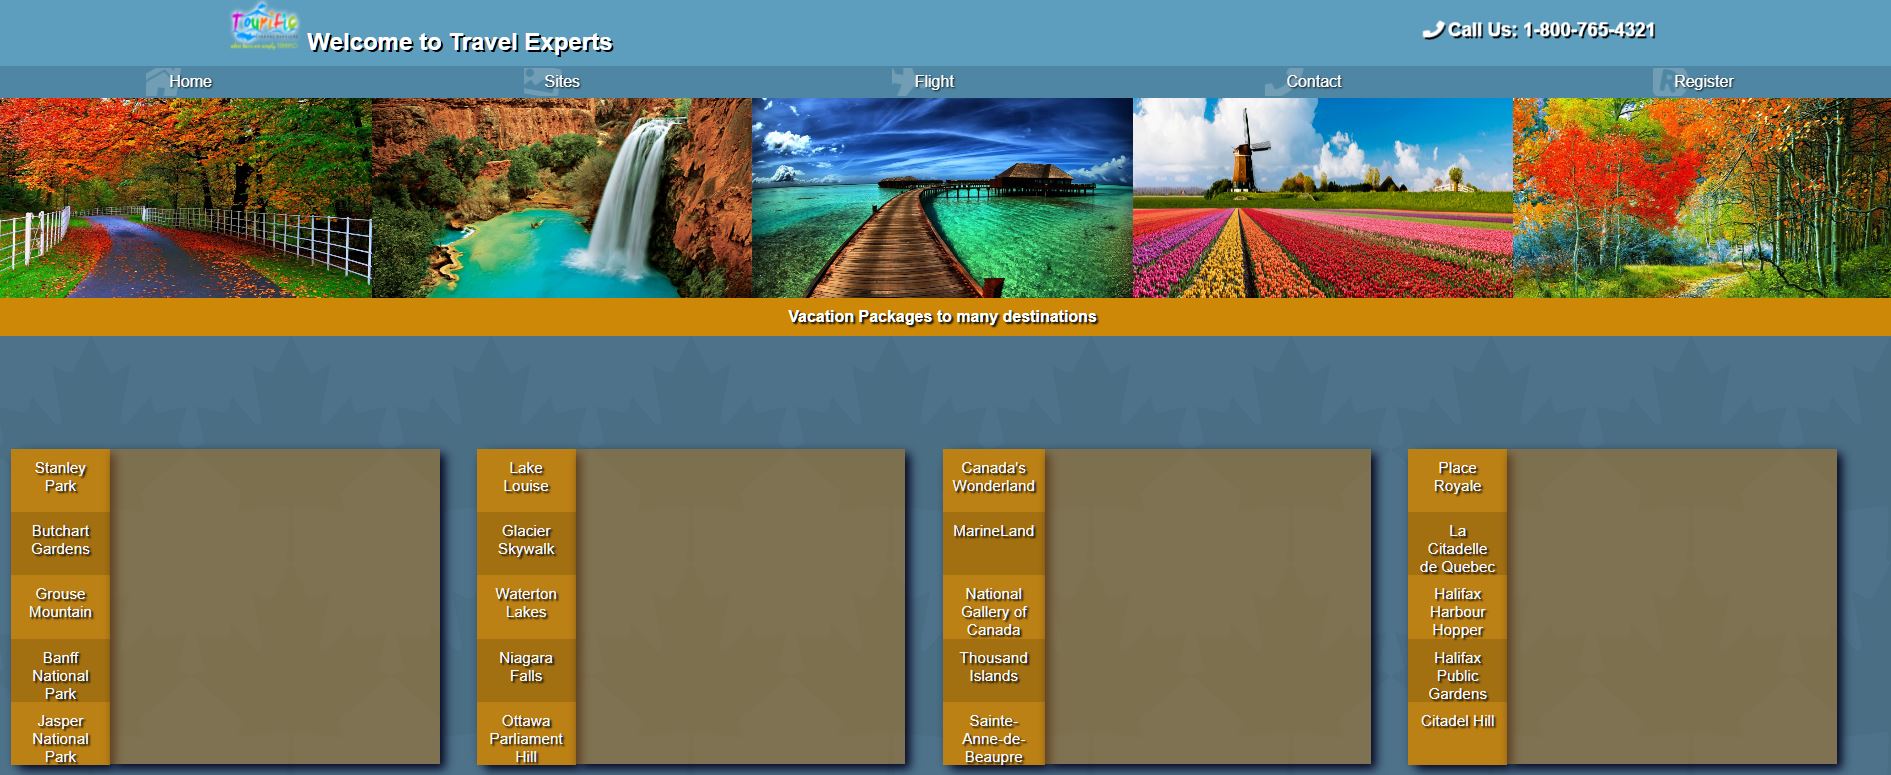 Tourific
Welcome to Travel Experts
Call Us: 1-800-765-4321
Home
Sites
Flight
Contact
Register
Vacation Packages to many destinations
Stanley
Park
Butchart
Gardens
Grouse
Mountain
Banff
National
Park
Jasper
National
Park
Lake
Louise
Glacier
Skywalk
Waterton
Lakes
Niagara
Falls
Ottawa
Parliament
Hill
Canada's
Wonderland
MarineLand
National
Gallery of
Canada
Thousand
Islands
Sainte-
Anne-de-
Beaupre
Place
Royale
La
Citadelle
de Quebec
Halifax
Harbour
Hopper
Halifax
Public
Gardens
Citadel Hill